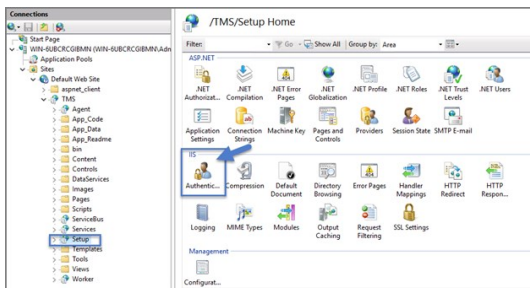 Connections
/TMS/Setup Home
Filter:
Go
Show All
Group by: Area
Start Page
WIN-6UBCRCGIBMN (WIN-6UBCRCGIBMN\Adn
Application Pools
Sites
Default Web Site
aspnet_client
TMS
Agent
App_Code
App_Data
App_Readme
bin
Content
Controls
DataServices
Images
Pages
Scripts
ServiceBus
Services
Setup
Templates
Tools
Views
Worker
ASP.NET
.NET Authorizat...
.NET Compilation
.NET Error Pages
.NET Globalization
.NET Profile
.NET Roles
.NET Trust Levels
.NET Users
Application Settings
Connection Strings
Machine Key
Pages and Controls
Providers
Session State
SMTP E-mail
IIS
Authentic...
Compression
Default Document
Directory Browsing
Error Pages
Handler Mappings
HTTP Redirect
HTTP Respon...
Logging
MIME Types
Modules
Output Caching
Request Filtering
SSL Settings
Management
Configurat...